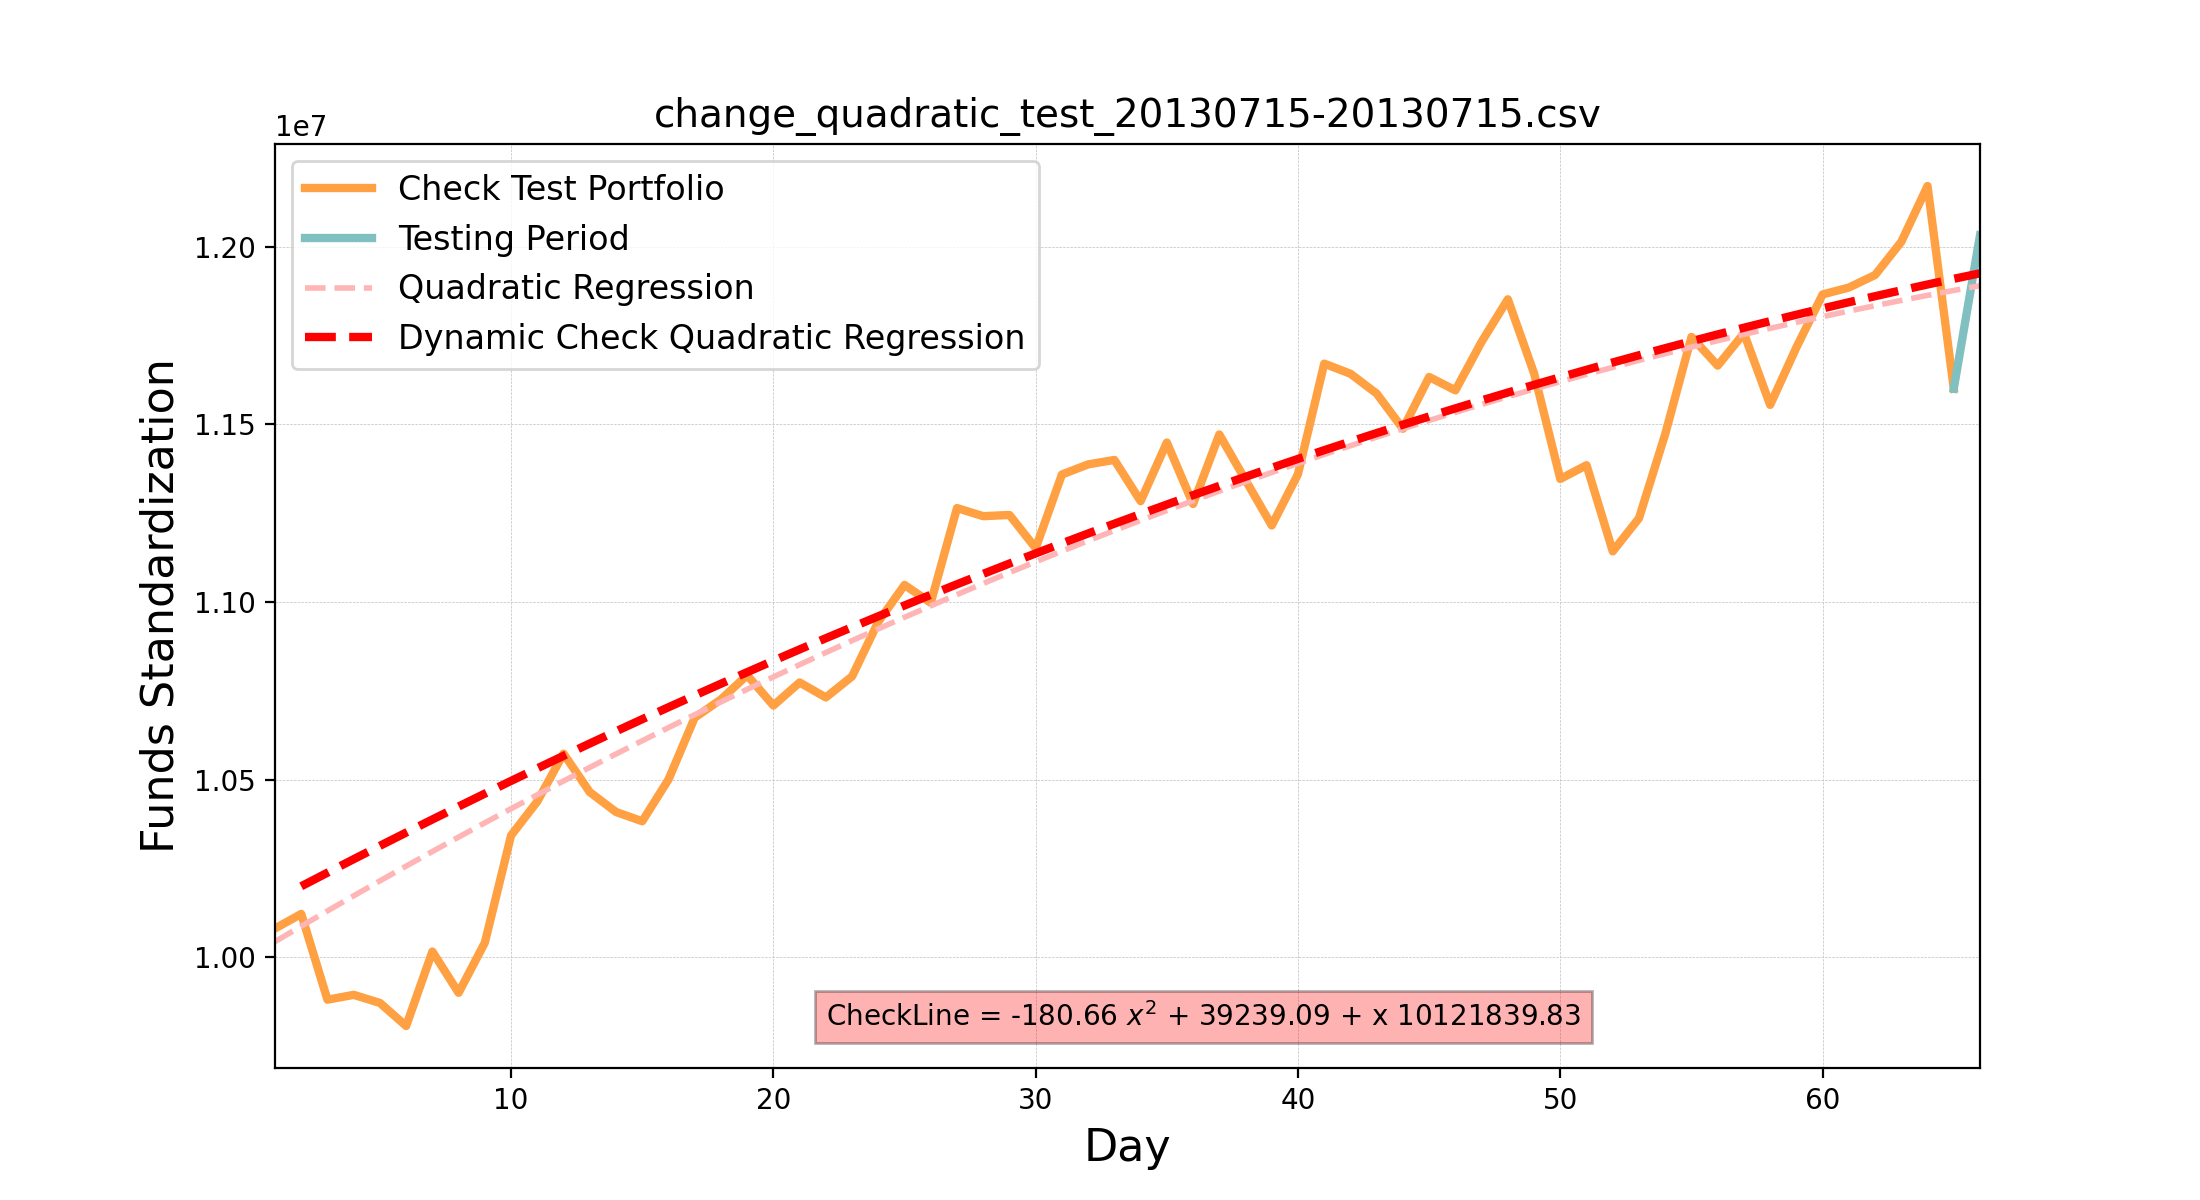 change_quadratic_test_20130715-20130715.csv
1e7
Check Test Portfolio
Testing Period
Quadratic Regression
Dynamic Check Quadratic Regression
1.20
1.15
1.10
1.05
1.00
Funds Standardization
CheckLine = -180.66 x² + 39239.09 + x 10121839.83
10 20 30 40 50 60
Day